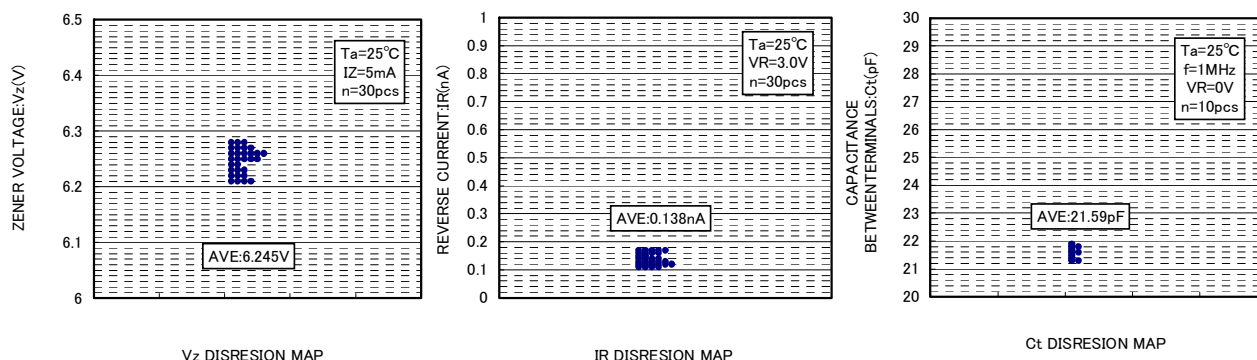 ZENER VOLTAGE:Vz(V)
6.5
6.4
6.3
6.2
6.1
6
Ta=25°C
IZ=5mA
n=30pcs
AVE:6.245V
Vz DISRESION MAP
REVERSE CURRENT:IR(nA)
1
0.9
0.8
0.7
0.6
0.5
0.4
0.3
0.2
0.1
0
Ta=25°C
VR=3.0V
n=30pcs
AVE:0.138nA
IR DISRESION MAP
CAPACITANCE
BETWEENTERMINALS:Ct(pF)
30
29
28
27
26
25
24
23
22
21
20
Ta=25°C
f=1MHz
VR=0V
n=10pcs
AVE:21.59pF
Ct DISRESION MAP